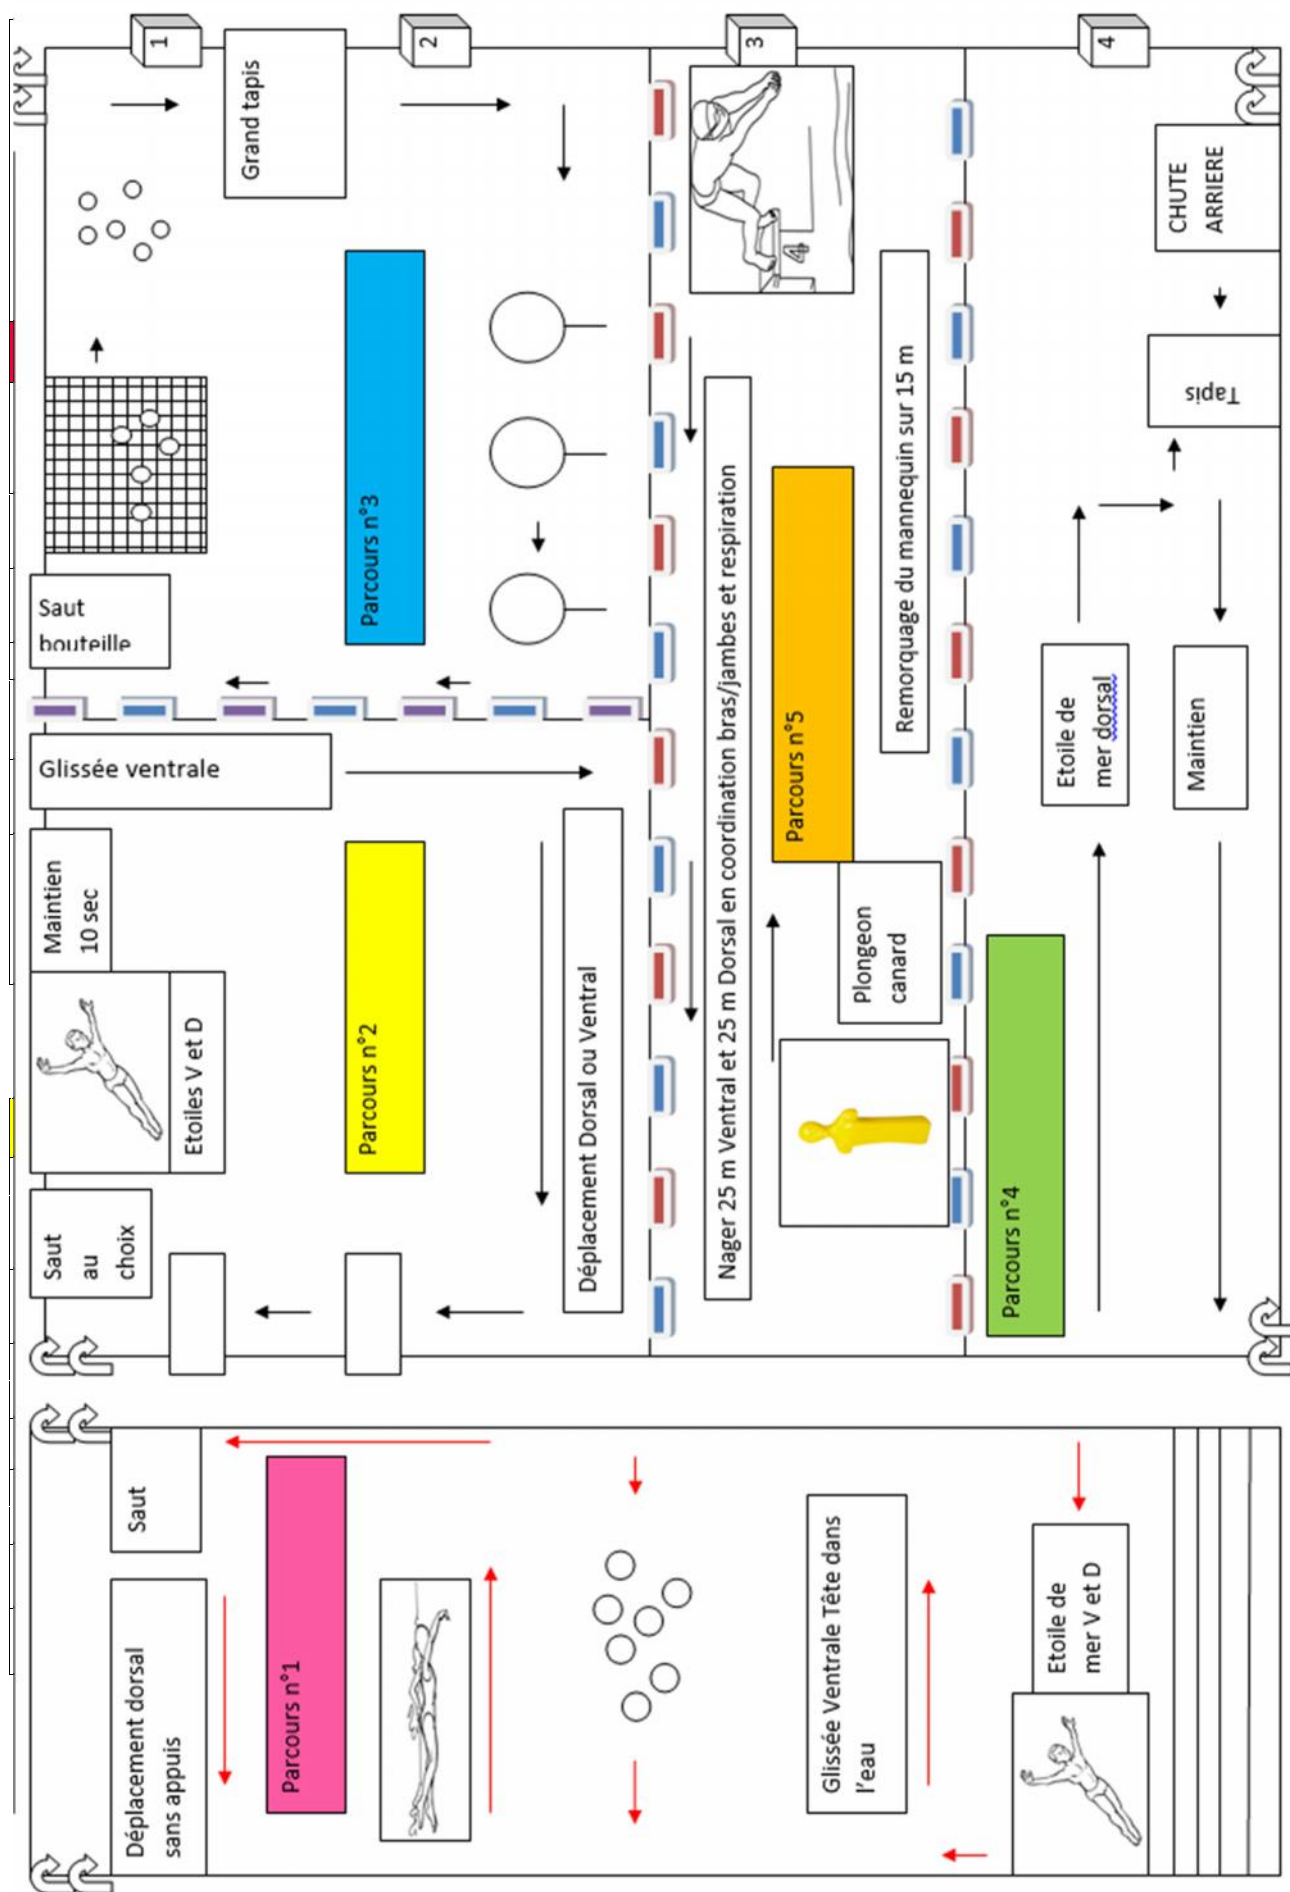 1
2
3
4
Grand tapis
4
CHUTE
ARRIERE
Tapis
Saut
bouteille
Parcours n°3
Remorquage du mannequin sur 15 m
Nager 25 m Ventral et 25 m Dorsal en coordination bras/jambes et respiration
Parcours n°5
Etoile de
mer dorsal
Maintien
Glissée ventrale
Maintien
10 sec
Etoiles V et D
Parcours n°2
Déplacement Dorsal ou Ventral
Plongeon
canard
Parcours n°4
Saut
au
choix
Saut
Déplacement dorsal
sans appuis
Parcours n°1
Glissée Ventrale Tête dans
l'eau
Etoile de
mer V et D